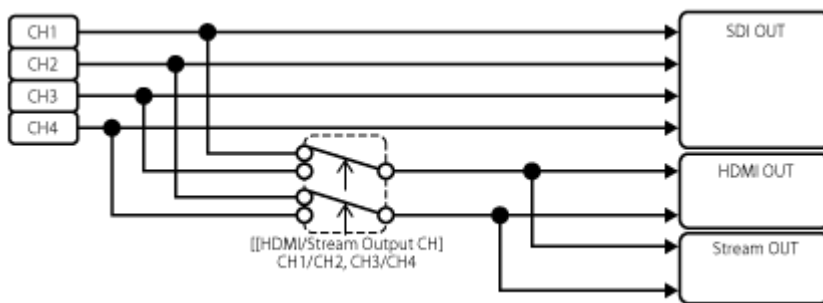 CH1
CH2
CH3
CH4
SDI OUT
HDMI OUT
Stream OUT
[[HDMI/Stream Output CH]
CH1/CH2, CH3/CH4